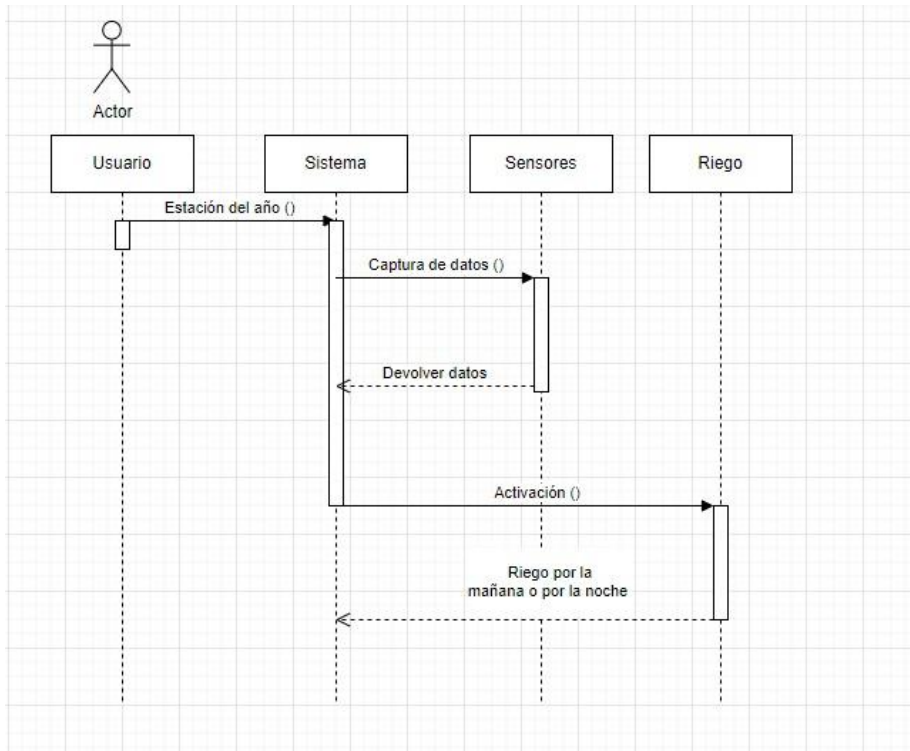 Actor
Usuario
Sistema
Sensores
Riego
Estación del año ()
Captura de datos ()
Devolver datos
Activación ()
Riego por la
mañana o por la noche